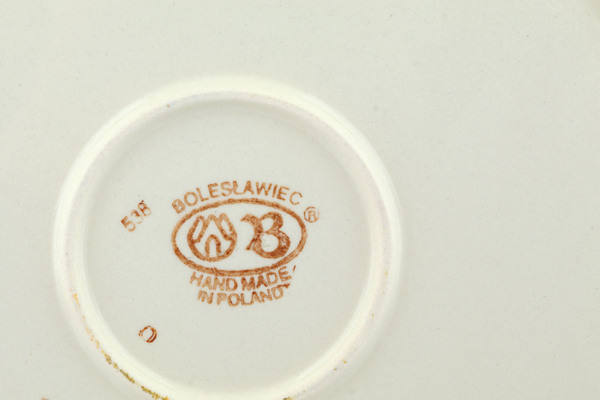 BOLESŁAWIEC
B ®
HAND MADE
IN POLAND
538